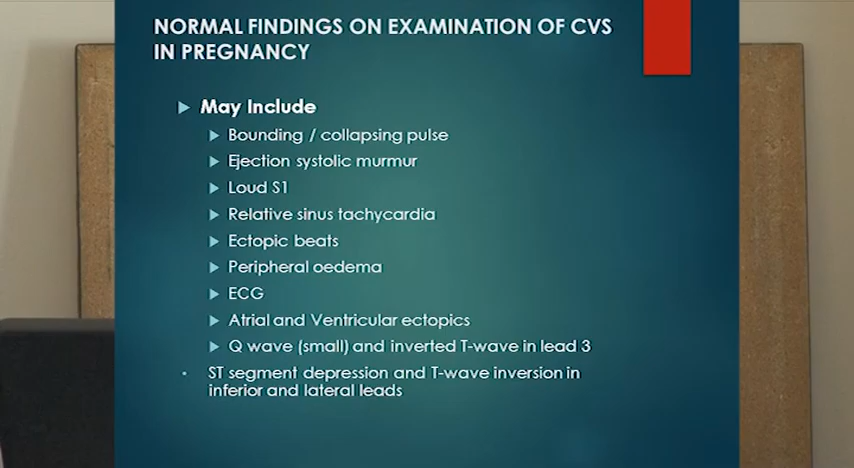 NORMAL FINDINGS ON EXAMINATION OF CVS
IN PREGNANCY
May Include
Bounding / collapsing pulse
Ejection systolic murmur
Loud S1
Relative sinus tachycardia
Ectopic beats
Peripheral oedema
ECG
Atrial and Ventricular ectopics
Q wave (small) and inverted T-wave in lead 3
ST segment depression and T-wave inversion in
inferior and lateral leads